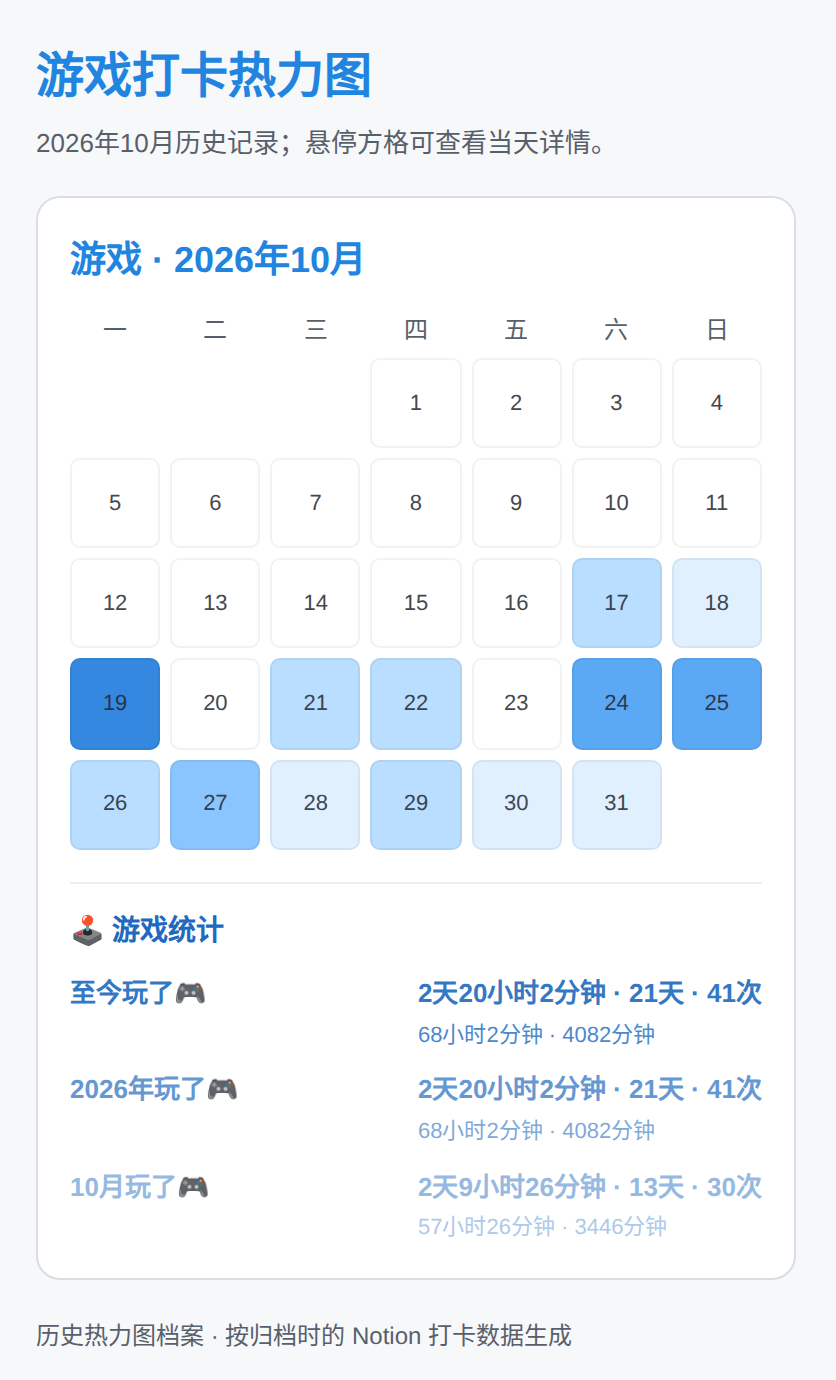 游戏打卡热力图
2026年10月历史记录；悬停方格可查看当天详情。
游戏 · 2026年10月
一 二 三 四 五 六 日
1 2 3 4
5 6 7 8 9 10 11
12 13 14 15 16 17 18
19 20 21 22 23 24 25
26 27 28 29 30 31
🕹️ 游戏统计
至今玩了🎮 2天20小时2分钟 · 21天 · 41次
68小时2分钟 · 4082分钟
2026年玩了🎮 2天20小时2分钟 · 21天 · 41次
68小时2分钟 · 4082分钟
10月玩了🎮 2天9小时26分钟 · 13天 · 30次
57小时26分钟 · 3446分钟
历史热力图档案 · 按归档时的 Notion 打卡数据生成